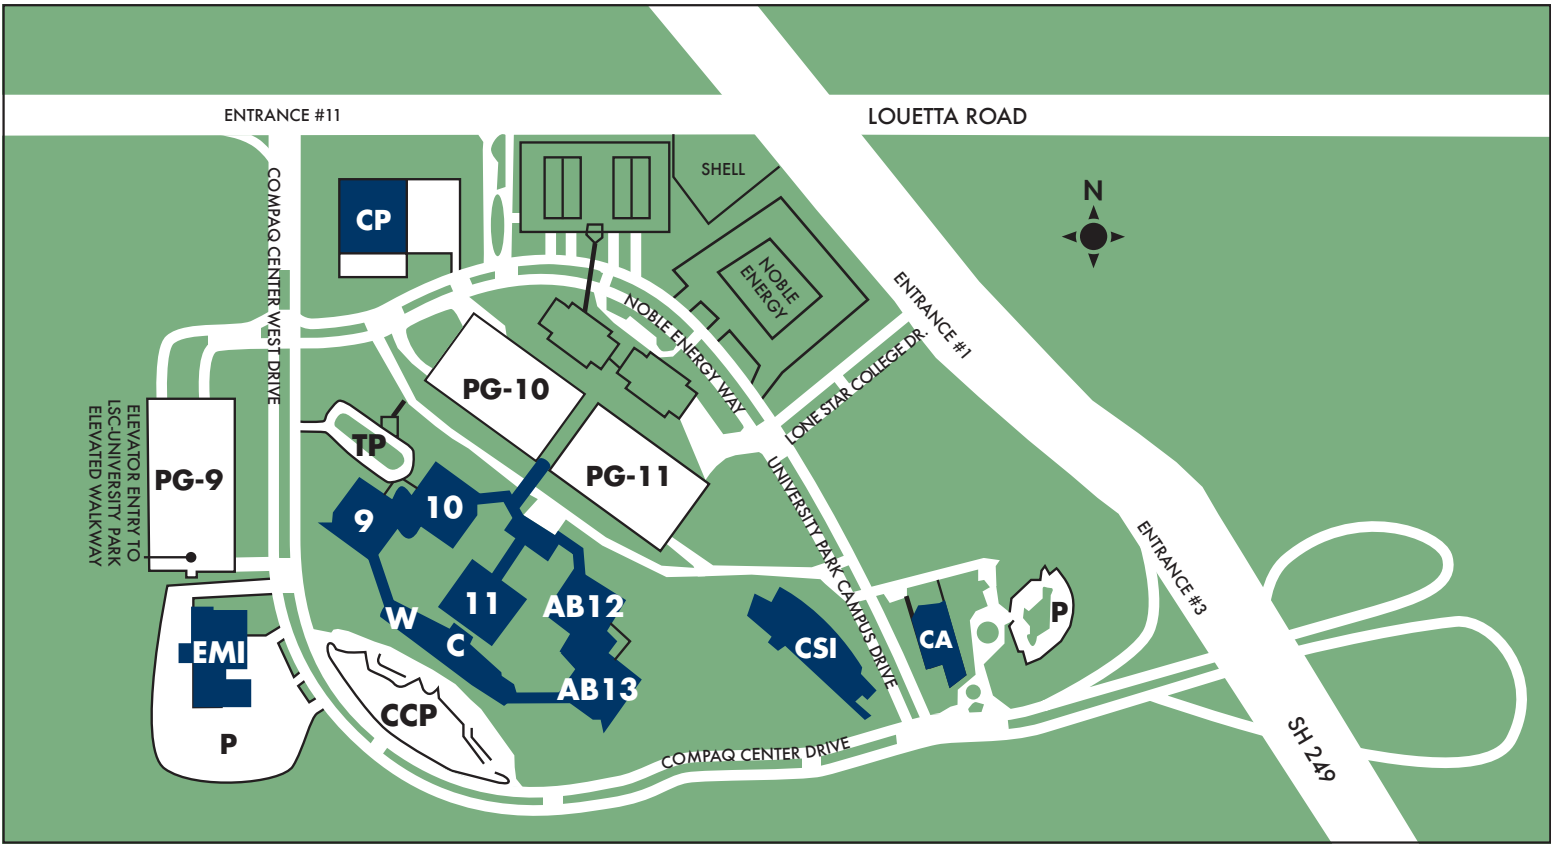 ENTRANCE #11
LOUETTA ROAD
SHELL
N
CP
COMPAQ CENTER WEST DRIVE
NOBLE
ENERGY
ENTRANCE #1
NOBLE ENERGY WAY
LONE STAR COLLEGE DR.
PG-10
PG-11
TP
PG-9
ELEVATOR ENTRY TO
LSC-UNIVERSITY PARK
ELEVATED WALKWAY
10
9
UNIVERSITY PARK CAMPUS DRIVE
ENTRANCE #3
11
AB12
W
C
P
CA
CSI
EMI
AB13
CCP
P
COMPAQ CENTER DRIVE
SH 249